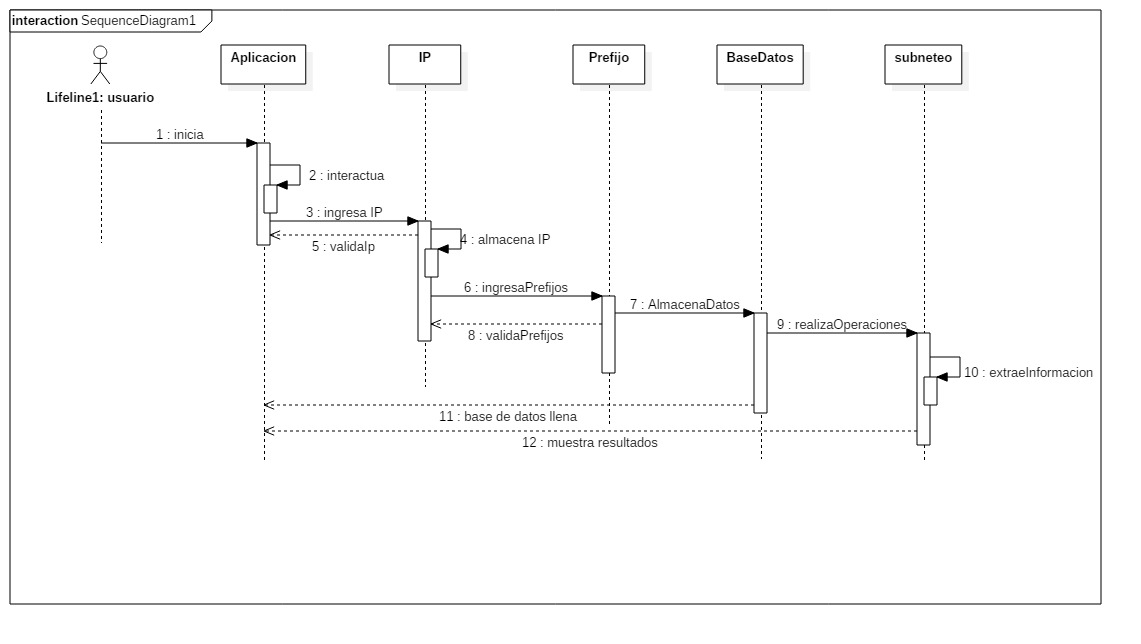 interaction SequenceDiagram1
Aplicacion
IP
Prefijo
BaseDatos
subneteo
Lifeline1: usuario
1 : inicia
2 : interactua
3 : ingresa IP
4 : almacena IP
5 : validaIp
6 : ingresaPrefijos
7 : AlmacenaDatos
8 : validaPrefijos
9 : realizaOperaciones
10 : extraeInformacion
11 : base de datos llena
12 : muestra resultados